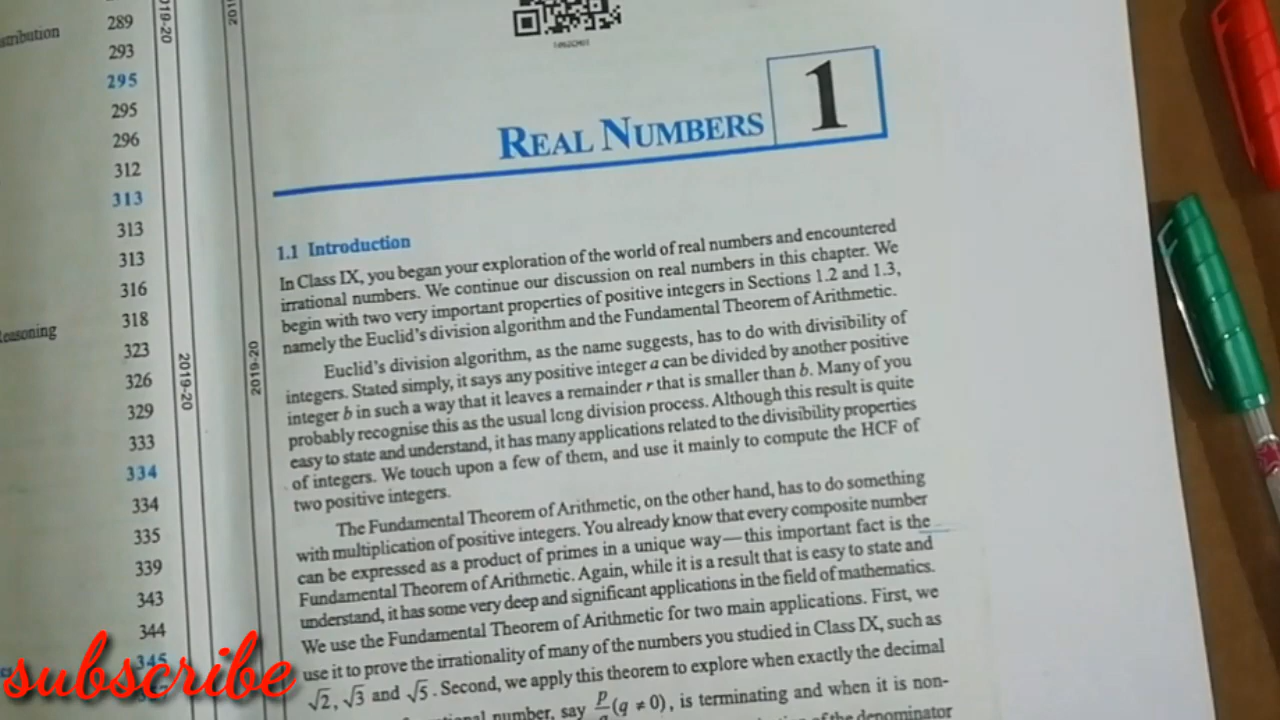 289
293
295
295
296
312
313
313
313
316
318
323
326
329
333
334
334
335
339
343
344
345
2019-20
2019-20
REAL NUMBERS
1
1.1 Introduction
In Class IX, you began your exploration of the world of real numbers and encountered
irrational numbers. We continue our discussion on real numbers in this chapter. We
begin with two very important properties of positive integers in Sections 1.2 and 1.3,
namely the Euclid's division algorithm and the Fundamental Theorem of Arithmetic.
Euclid's division algorithm, as the name suggests, has to do with divisibility of
integers. Stated simply, it says any positive integer a can be divided by another positive
integer b in such a way that it leaves a remainder r that is smaller than b. Many of you
probably recognise this as the usual long division process. Although this result is quite
easy to state and understand, it has many applications related to the divisibility properties
of integers. We touch upon a few of them, and use it mainly to compute the HCF of
two positive integers.
The Fundamental Theorem of Arithmetic, on the other hand, has to do something
with multiplication of positive integers. You already know that every composite number
can be expressed as a product of primes in a unique way—this important fact is the
Fundamental Theorem of Arithmetic. Again, while it is a result that is easy to state and
understand, it has some very deep and significant applications in the field of mathematics.
We use the Fundamental Theorem of Arithmetic for two main applications. First, we
use it to prove the irrationality of many of the numbers you studied in Class IX, such as
√2, √3 and √5. Second, we apply this theorem to explore when exactly the decimal
number, say p (q ≠ 0), is terminating and when it is non-
of the denominator
subscribe